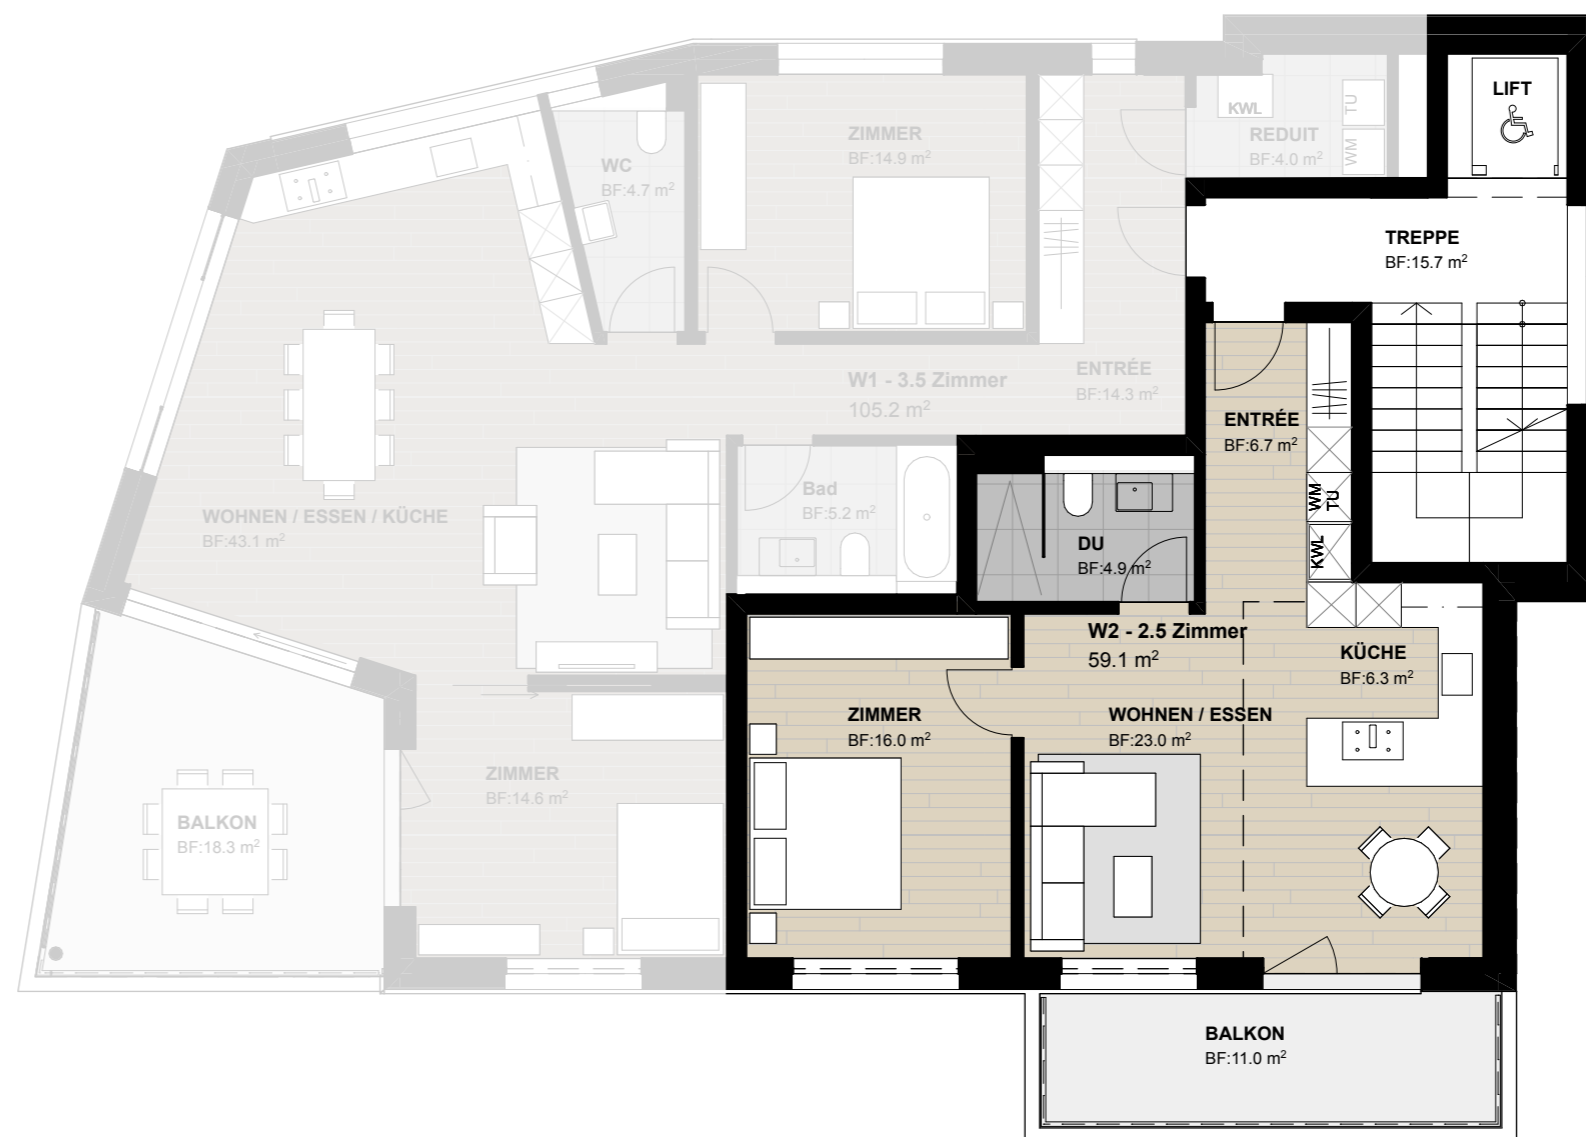 LIFT
ZIMMER
BF:14.9 m²
KWL
TU
REDUIT
BF:4.0 m²
WM
WC
BF:4.7 m²
TREPPE
BF:15.7 m²
W1 - 3.5 Zimmer
105.2 m²
ENTRÉE
BF:14.3 m²
ENTRÉE
BF:6.7 m²
WOHNEN / ESSEN / KÜCHE
BF:43.1 m²
Bad
BF:5.2 m²
WM
TU
KWL
DU
BF:4.9 m²
W2 - 2.5 Zimmer
59.1 m²
KÜCHE
BF:6.3 m²
ZIMMER
BF:16.0 m²
WOHNEN / ESSEN
BF:23.0 m²
ZIMMER
BF:14.6 m²
BALKON
BF:18.3 m²
BALKON
BF:11.0 m²